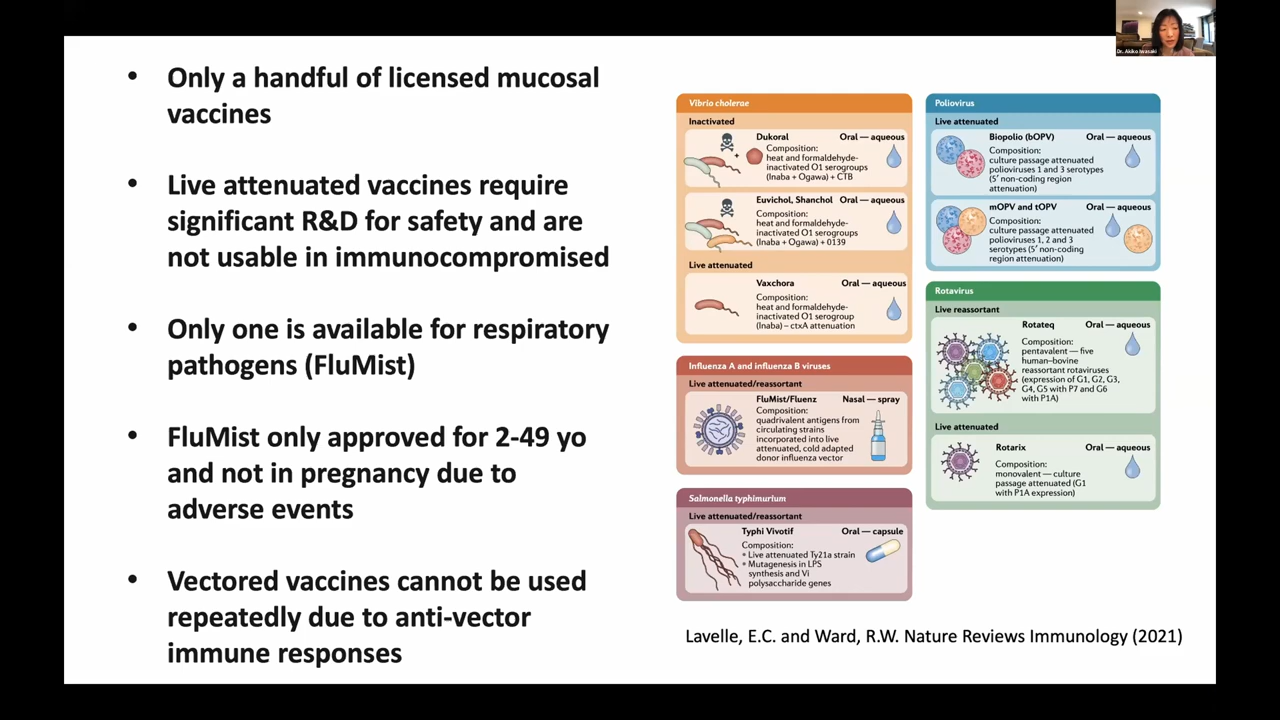 • Only a handful of licensed mucosal
vaccines
• Live attenuated vaccines require
significant R&D for safety and are
not usable in immunocompromised
• Only one is available for respiratory
pathogens (FluMist)
• FluMist only approved for 2-49 yo
and not in pregnancy due to
adverse events
• Vectored vaccines cannot be used
repeatedly due to anti-vector
immune responses
Vibrio cholerae
Inactivated
Dukoral Oral — aqueous
Composition:
heat and formaldehyde-
inactivated O1 serogroups
(Inaba + Ogawa) + CTB
+
Euvichol, Shanchol Oral — aqueous
Composition:
heat and formaldehyde-
inactivated O1 serogroups
(Inaba + Ogawa) + 0139
Live attenuated
Vaxchora Oral — aqueous
Composition:
heat and formaldehyde-
inactivated O1 serogroup
(Inaba) – ctxA attenuation
Influenza A and influenza B viruses
Live attenuated/reassortant
FluMist/Fluenz Nasal — spray
Composition:
quadrivalent antigens from
circulating strains
incorporated into live
attenuated, cold adapted
donor influenza vector
Salmonella typhimurium
Live attenuated/reassortant
Typhi Vivotif Oral — capsule
Composition:
• Live attenuated Ty21a strain
• Mutagenesis in LPS
synthesis and Vi
polysaccharide genes
Poliovirus
Live attenuated
Biopolio (bOPV) Oral — aqueous
Composition:
culture passage attenuated
polioviruses 1 and 3 serotypes
(5′ non-coding region
attenuation)
mOPV and tOPV Oral — aqueous
Composition:
culture passage attenuated
polioviruses 1, 2 and 3
serotypes (5′ non-coding
region attenuation)
Rotavirus
Live reassortant
Rotateq Oral — aqueous
Composition:
pentavalent — five
human–bovine
reassortant rotaviruses
(expression of G1, G2, G3,
G4, G5 with P7 and G6
with P1A)
Live attenuated
Rotarix Oral — aqueous
Composition:
monovalent — culture
passage attenuated (G1
with P1A expression)
Lavelle, E.C. and Ward, R.W. Nature Reviews Immunology (2021)
Dr. Akiko Iwasaki